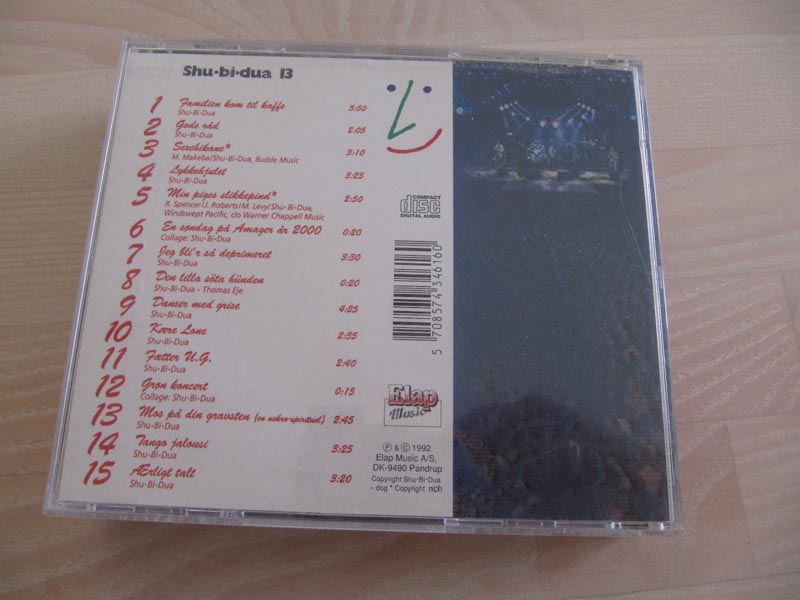 Shu·bi·dua 13
1 Familien kom til kaffe 3:50
Shu-Bi-Dua
2 Gode råd 2:05
Shu-Bi-Dua
3 Seschikane* 3:10
M. Makeba/Shu-Bi-Dua, Budde Music
4 Lykkehjulet 3:25
Shu-Bi-Dua
5 Min piges slikkepind* 2:50
R. Spencer/J. Roberts/M. Levy/Shu-Bi-Dua,
Windswept Pacific, c/o Warner Chappell Music
6 En søndag på Amager år 2000 0:20
Collage: Shu-Bi-Dua
7 Jeg bli'r så deprimeret 3:30
Shu-Bi-Dua
8 Den lilla söta hünden 0:20
Shu-Bi-Dua - Thomas Eje
9 Danser med grise 4:25
Shu-Bi-Dua
10 Kære Lone 2:35
Shu-Bi-Dua
11 Fætter U.G. 2:40
Shu-Bi-Dua
12 Grøn koncert 0:15
Collage: Shu-Bi-Dua
13 Mos på din gravsten (en nekro-spiritual) 2:45
Shu-Bi-Dua
14 Tango jalousi 3:25
Shu-Bi-Dua
15 Ærligt talt 3:20
Shu-Bi-Dua
COMPACT
disc
DIGITAL AUDIO
5 708574 346160
Elap
Music
℗ & © 1992
Elap Music A/S,
DK-9490 Pandrup
Copyright Shu-Bi-Dua
- dog * Copyright ncb